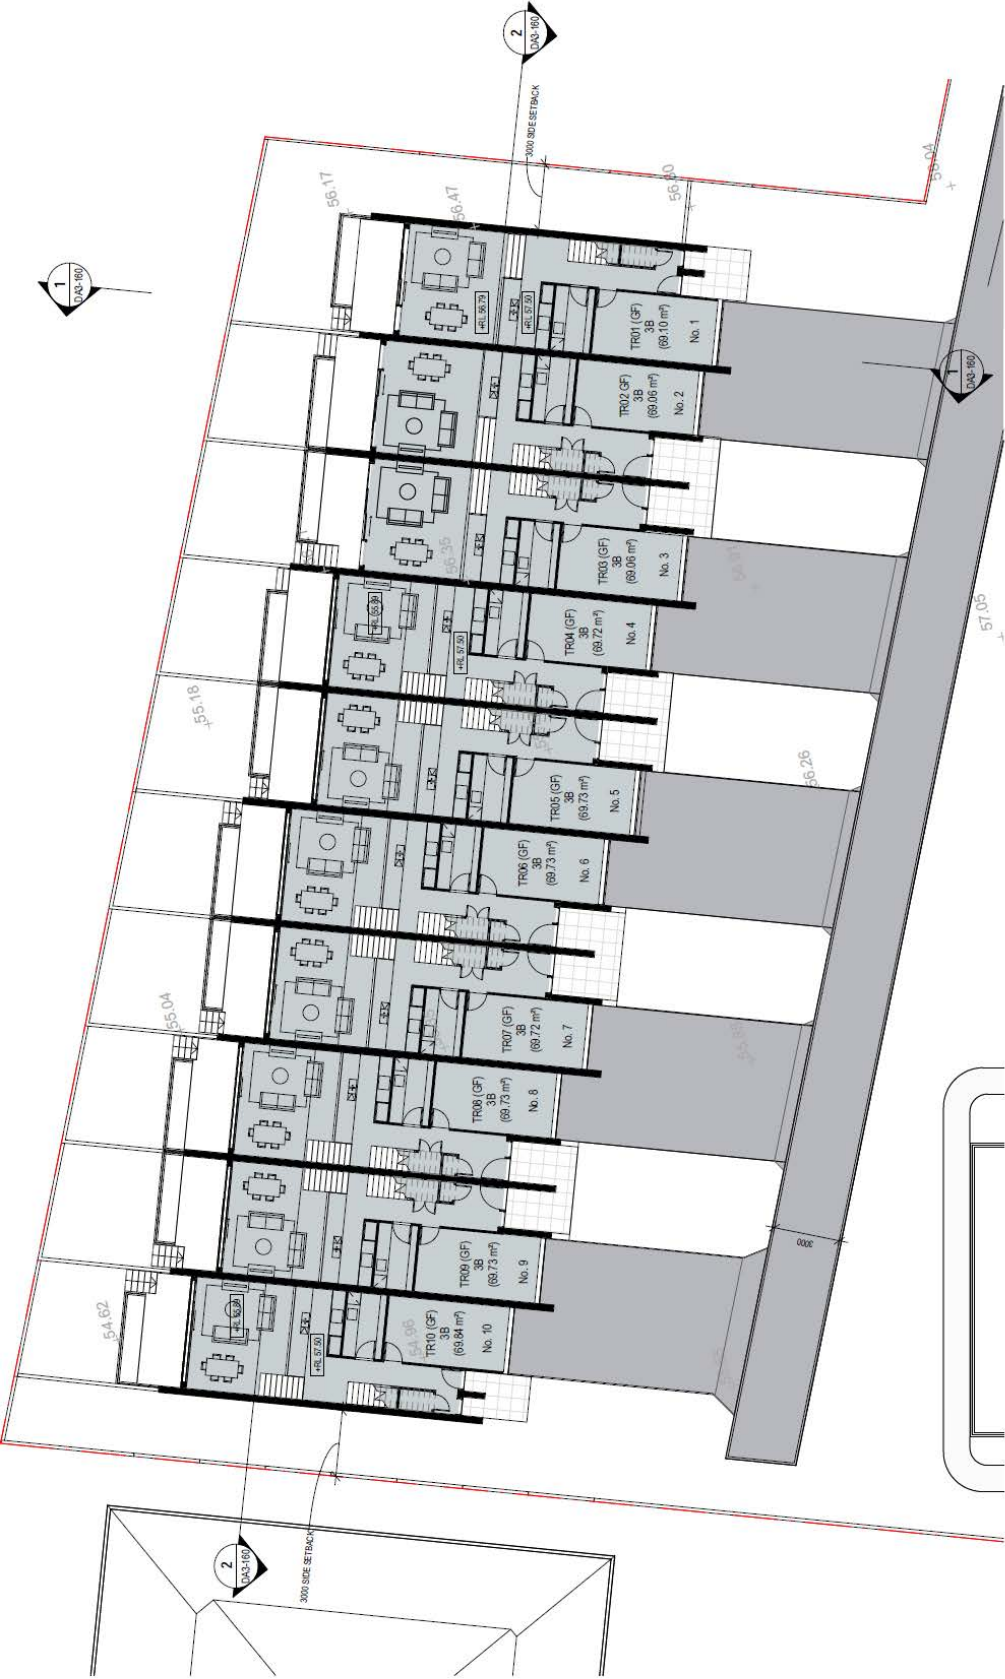 2
DA3-160
3000 SIDE SETBACK
1
DA3-160
56.17
56.47
56.80
56.04
+RL 56.79
+RL 57.50
TR01 (GF)
3B
(69.10 m²)
No. 1
TR02 GF)
3B
(69.06 m²)
No. 2
1
DA3-160
TR03 (GF)
3B
(69.06 m²)
No. 3
56.35
57.05
+RL 57.50
TR04 (GF)
3B
(69.72 m²)
No. 4
55.18
TR05 (GF)
3B
(69.73 m²)
No. 5
56.26
TR06 (GF)
3B
(69.73 m²)
No. 6
55.04
TR07 (GF)
3B
(69.72 m²)
No. 7
TR08 (GF)
3B
(69.73 m²)
No. 8
TR09 (GF)
3B
(69.73 m²)
No. 9
3000
54.62
54.96
+RL 57.50
TR10 (GF)
3B
(69.84 m²)
No. 10
2
DA3-160
3000 SIDE SETBACK